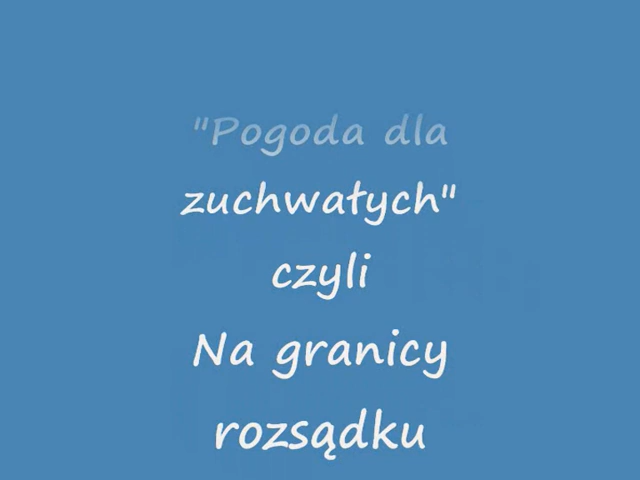 "Pogoda dla
zuchwałych"
czyli
Na granicy
rozsądku